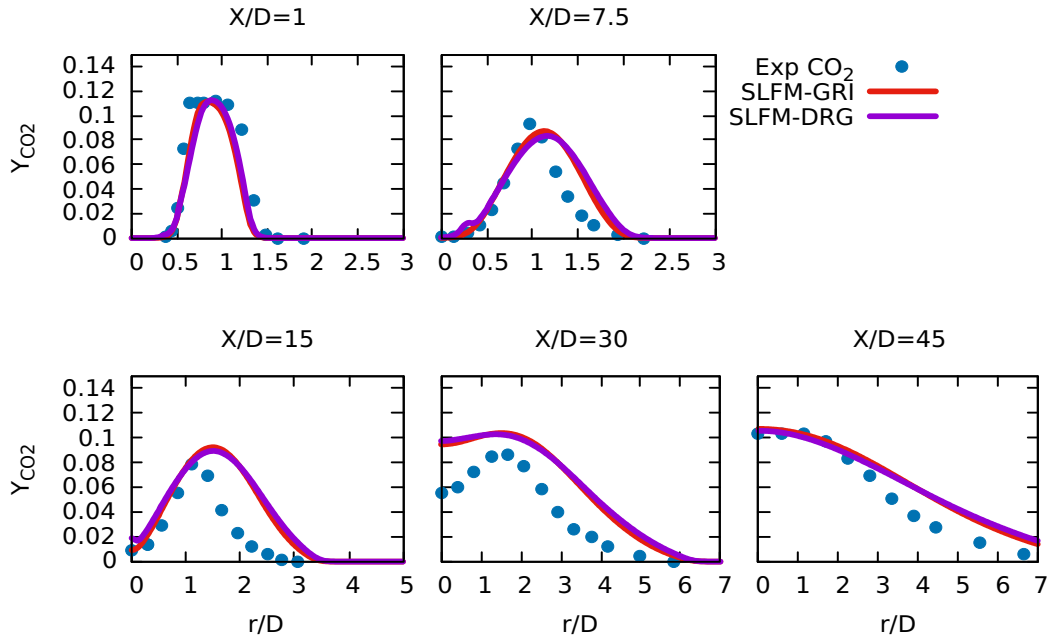 X/D=1
X/D=7.5
0.14
0.12
0.1
0.08
0.06
0.04
0.02
0
Y_CO2
0 0.5 1 1.5 2 2.5 3
0 0.5 1 1.5 2 2.5 3
Exp CO₂
SLFM-GRI
SLFM-DRG
X/D=15
X/D=30
X/D=45
0.14
0.12
0.1
0.08
0.06
0.04
0.02
0
Y_CO2
0 1 2 3 4 5
0 1 2 3 4 5 6 7
0 1 2 3 4 5 6 7
r/D
r/D
r/D